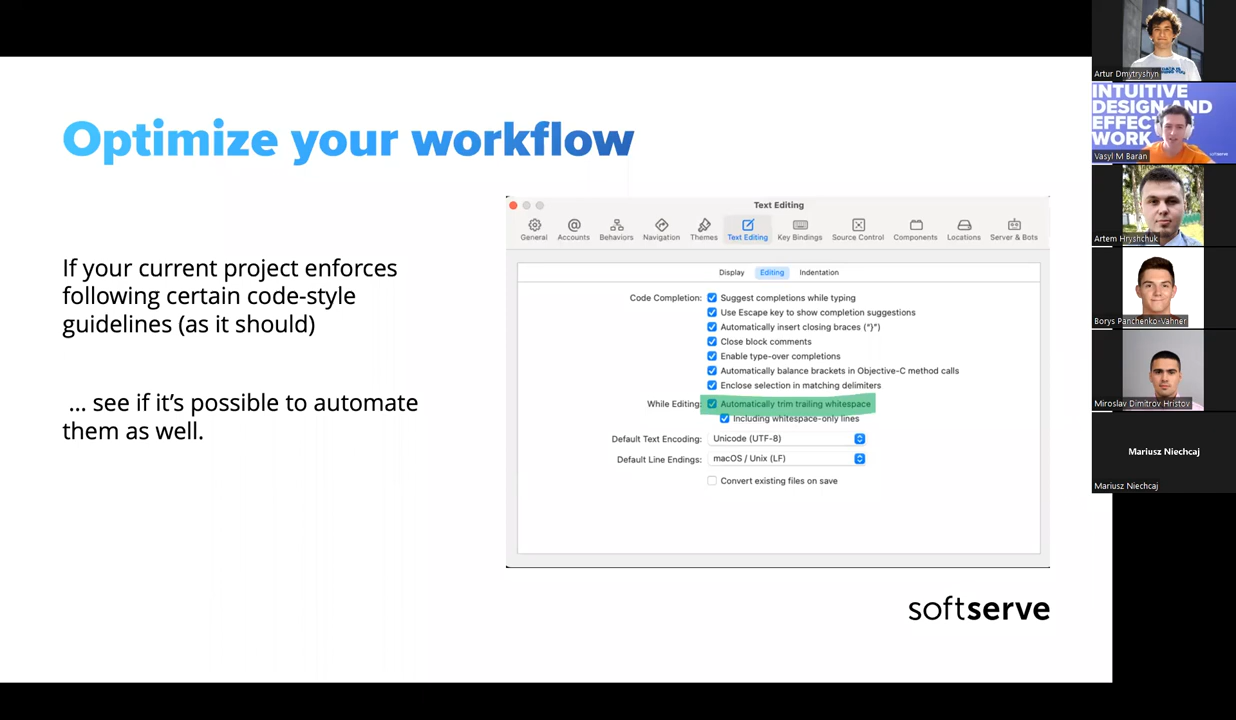 Optimize your workflow
If your current project enforces
following certain code-style
guidelines (as it should)
... see if it's possible to automate
them as well.
Text Editing
General Accounts Behaviors Navigation Themes Text Editing Key Bindings Source Control Components Locations Server & Bots
Display Editing Indentation
Code Completion: Suggest completions while typing
Use Escape key to show completion suggestions
Automatically insert closing braces ("}")
Close block comments
Enable type-over completions
Automatically balance brackets in Objective-C method calls
Enclose selection in matching delimiters
While Editing: Automatically trim trailing whitespace
Including whitespace-only lines
Default Text Encoding: Unicode (UTF-8)
Default Line Endings: macOS / Unix (LF)
Convert existing files on save
softserve
Artur Dmytryshyn
INTUITIVE
DESIGN AND
EFFECT
WORK
softserve
Vasyl M Baran
Artem Hryshchuk
Borys Panchenko-Vahner
Miroslav Dimitrov Hristov
Mariusz Niechcaj
Mariusz Niechcaj